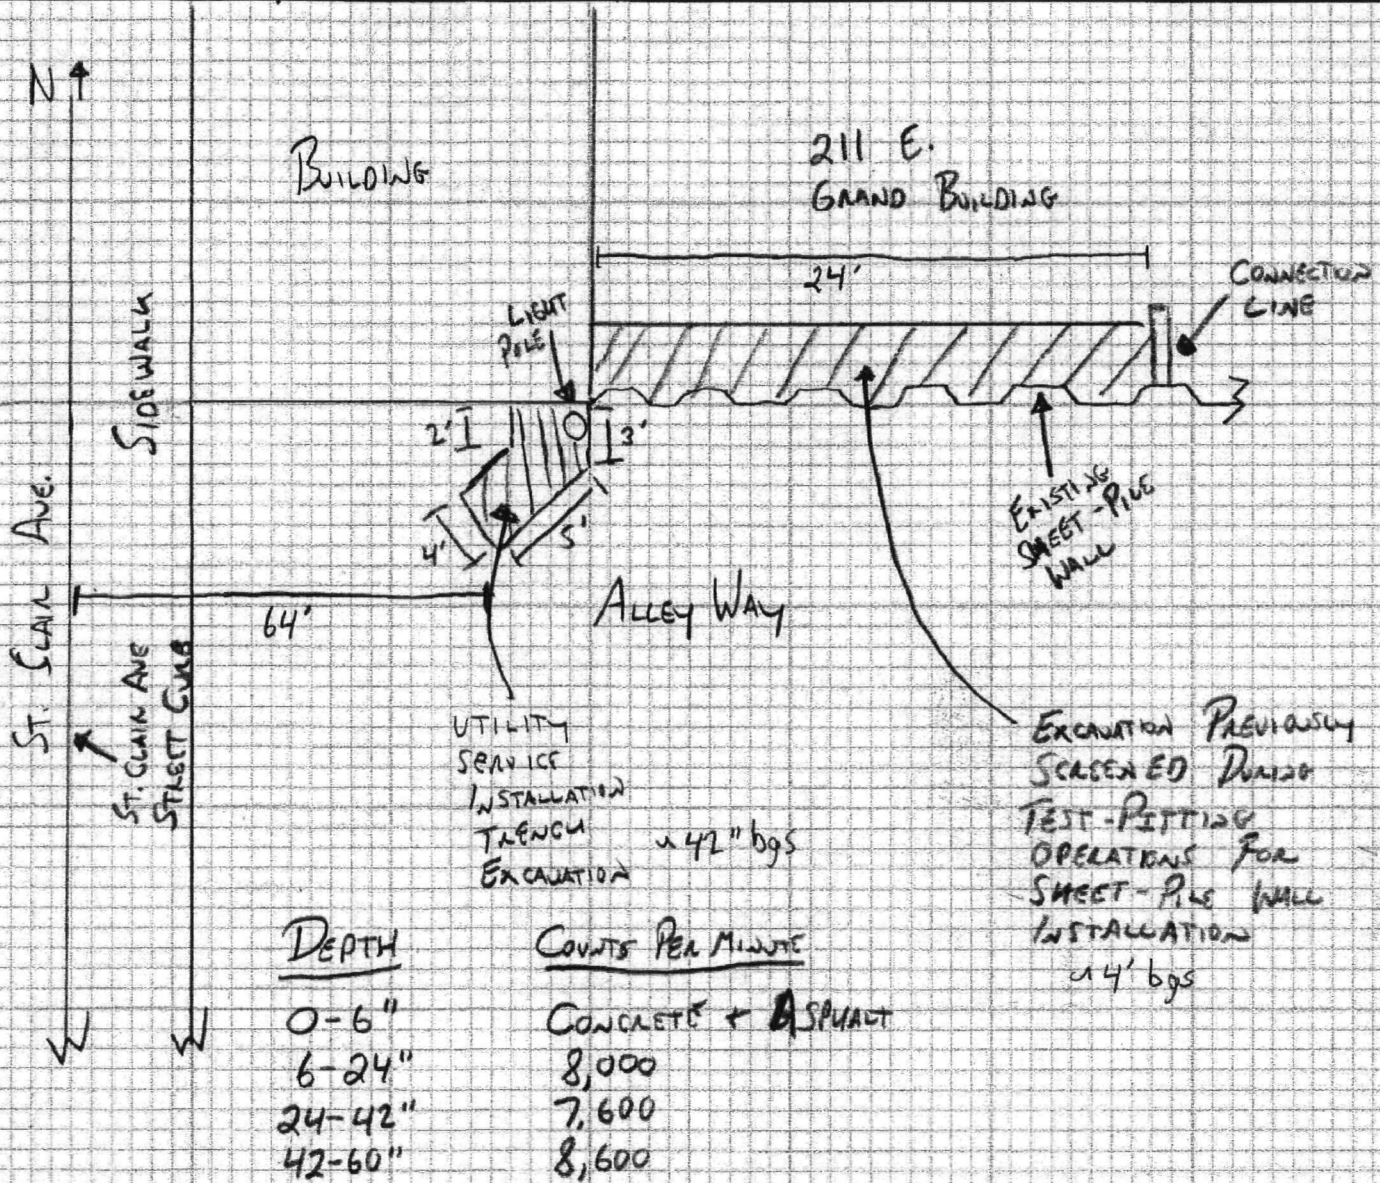 N
BUILDING
211 E.
GRAND BUILDING
24'
CONNECTION
LINE
LIGHT
POLE
SIDEWALK
2'
3'
4'
5'
EXISTING
SHEET-PILE
WALL
ST. CLAIR AVE.
64'
ALLEY WAY
ST. CLAIR AVE
STREET CURB
UTILITY
SERVICE
INSTALLATION
TRENCH
EXCAVATION
~42" bgs
EXCAVATION PREVIOUSLY
SCREENED DURING
TEST-PITTING
OPERATIONS FOR
SHEET-PILE WALL
INSTALLATION
~4' bgs
DEPTH COUNTS PER MINUTE
0-6" CONCRETE + ASPHALT
6-24" 8,000
24-42" 7,600
42-60" 8,600